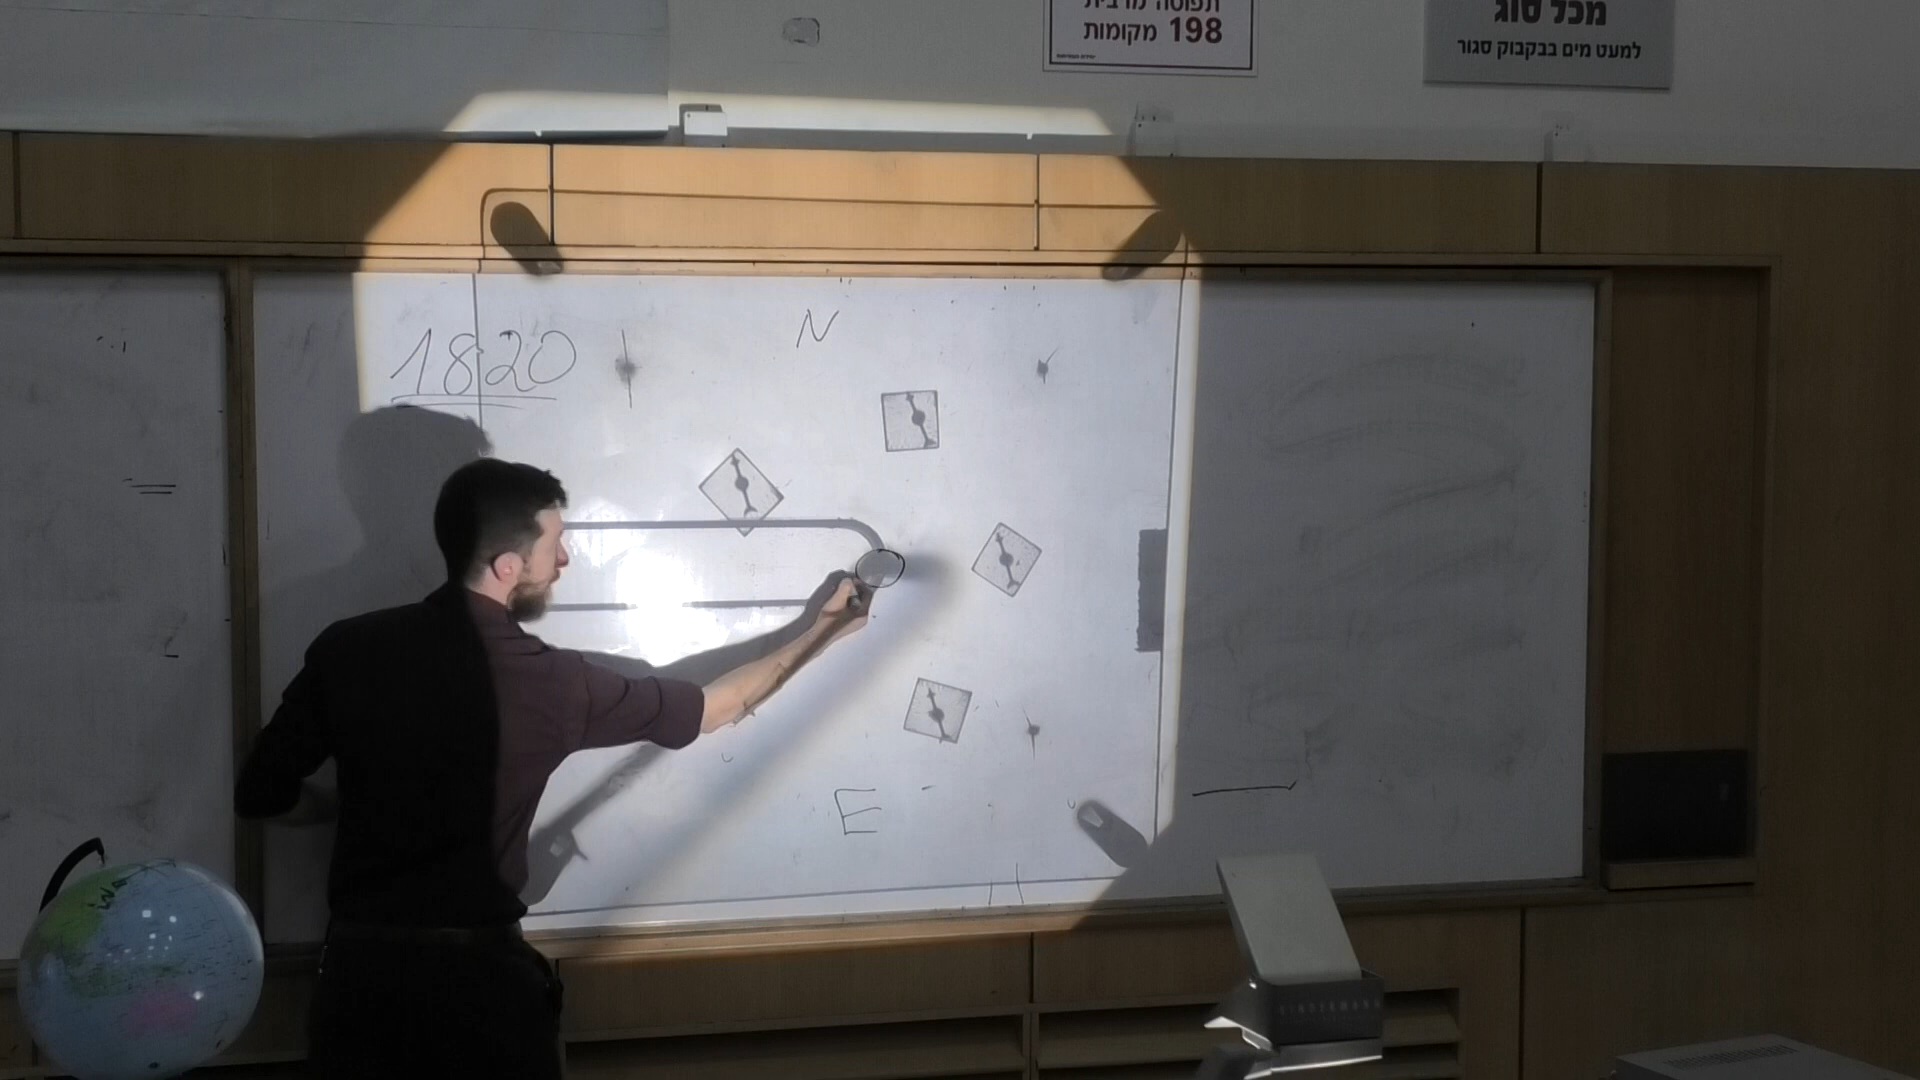 תפוסה מרבית
198 מקומות
מכל סוג
למעט מים בבקבוק סגור
1820
N
E